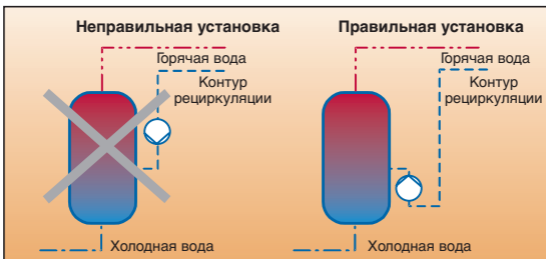 Неправильная установка
Горячая вода
Контур
рециркуляции
Холодная вода
Правильная установка
Горячая вода
Контур
рециркуляции
Холодная вода